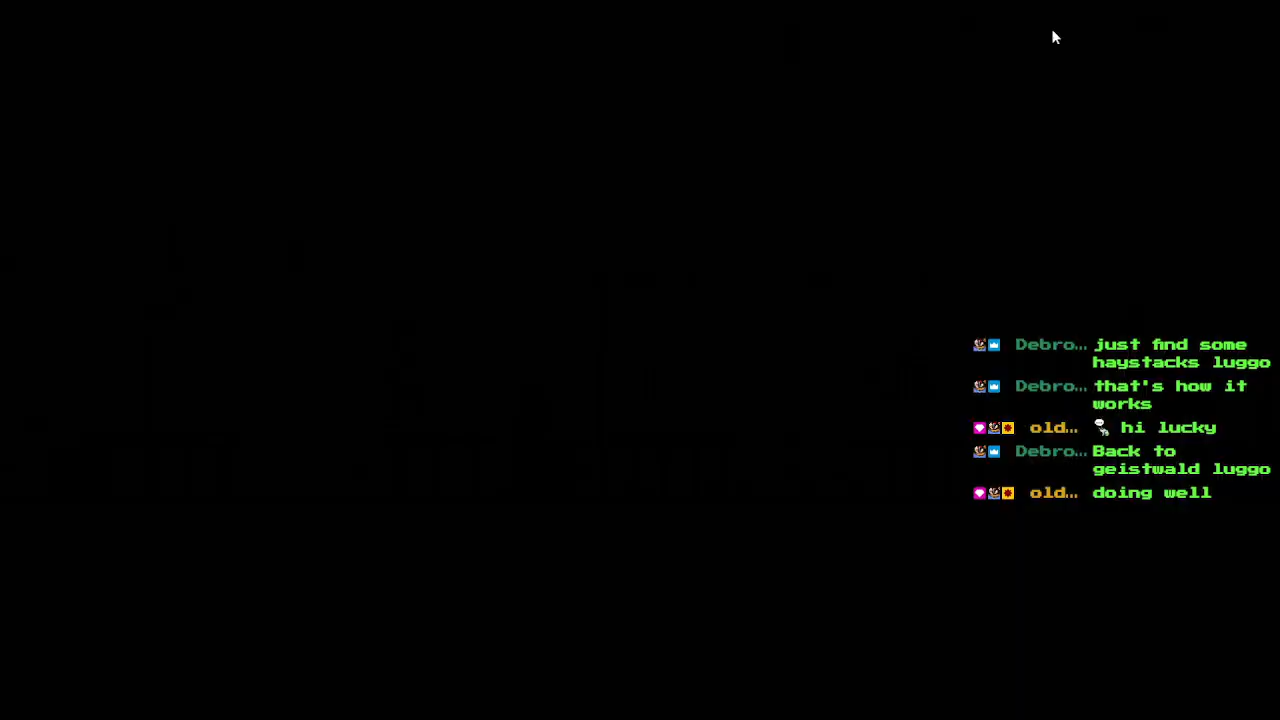 Debro... just find some
haystacks luggo
Debro... that's how it
works
old... hi lucky
Debro... Back to
geistwald luggo
old... doing well